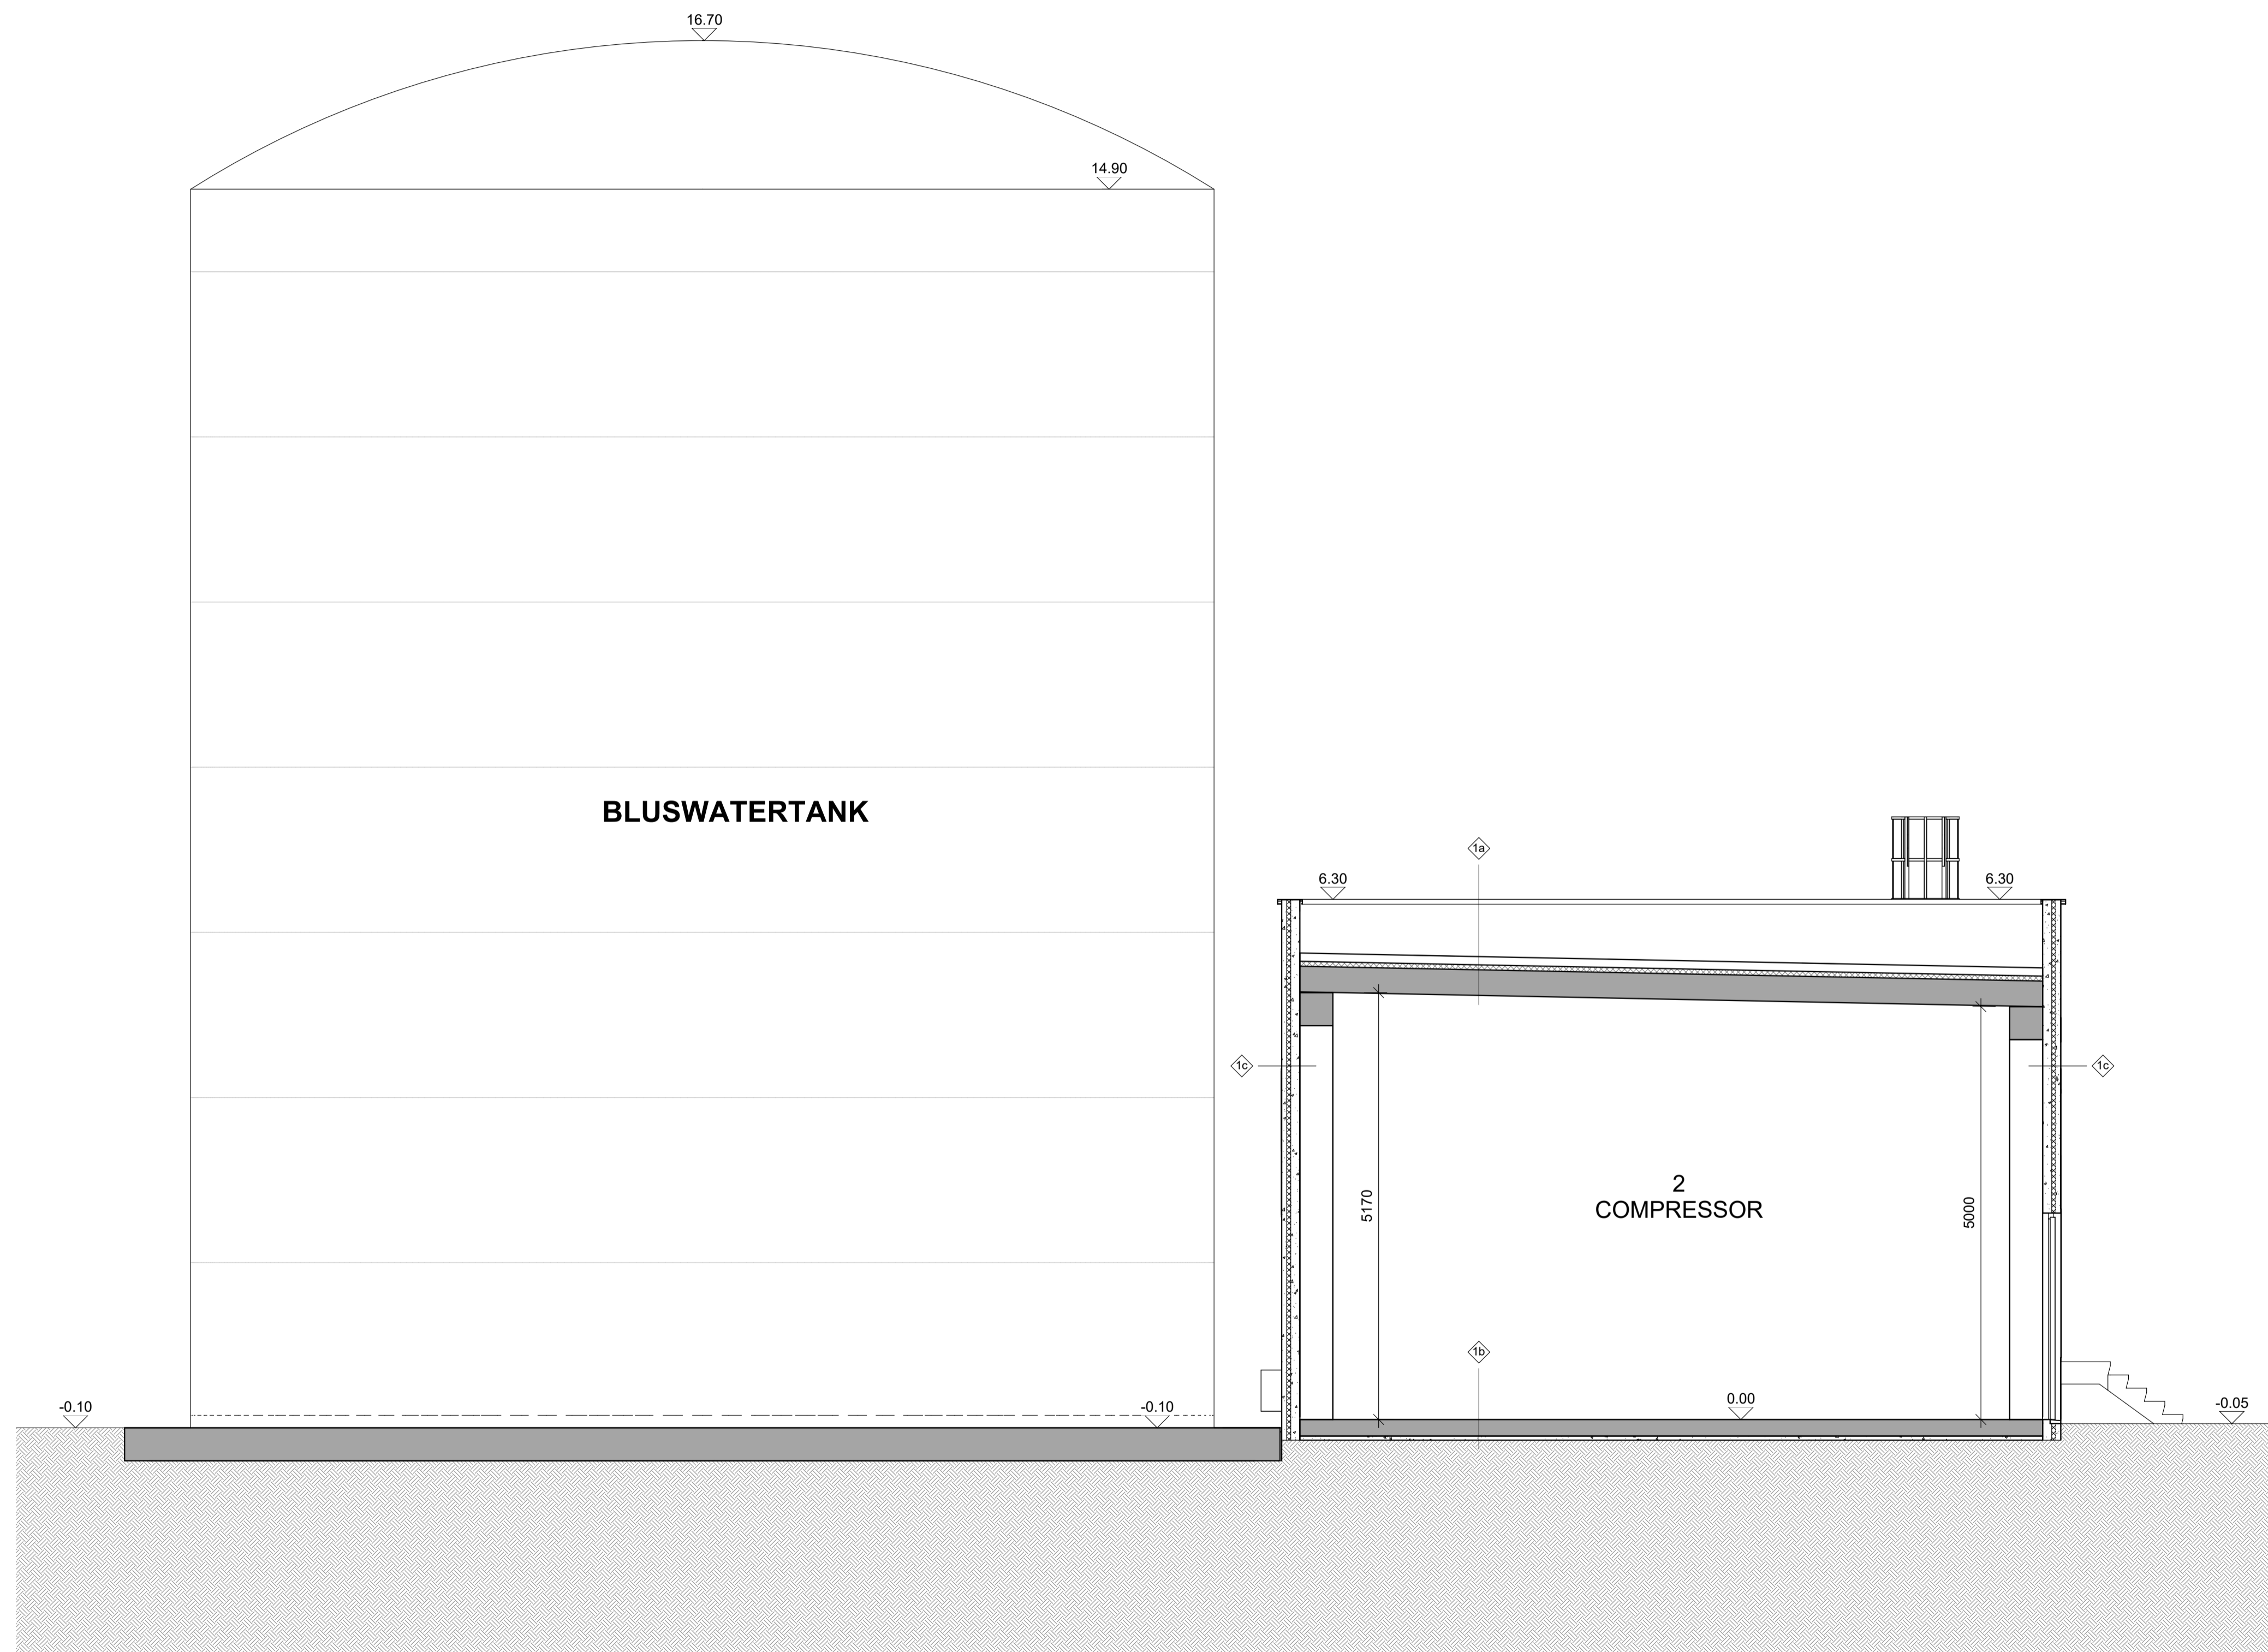 16.70
14.90
BLUSWATERTANK
1a
6.30
6.30
1c
1c
2
COMPRESSOR
5170
5000
1b
0.00
-0.10
-0.10
-0.05